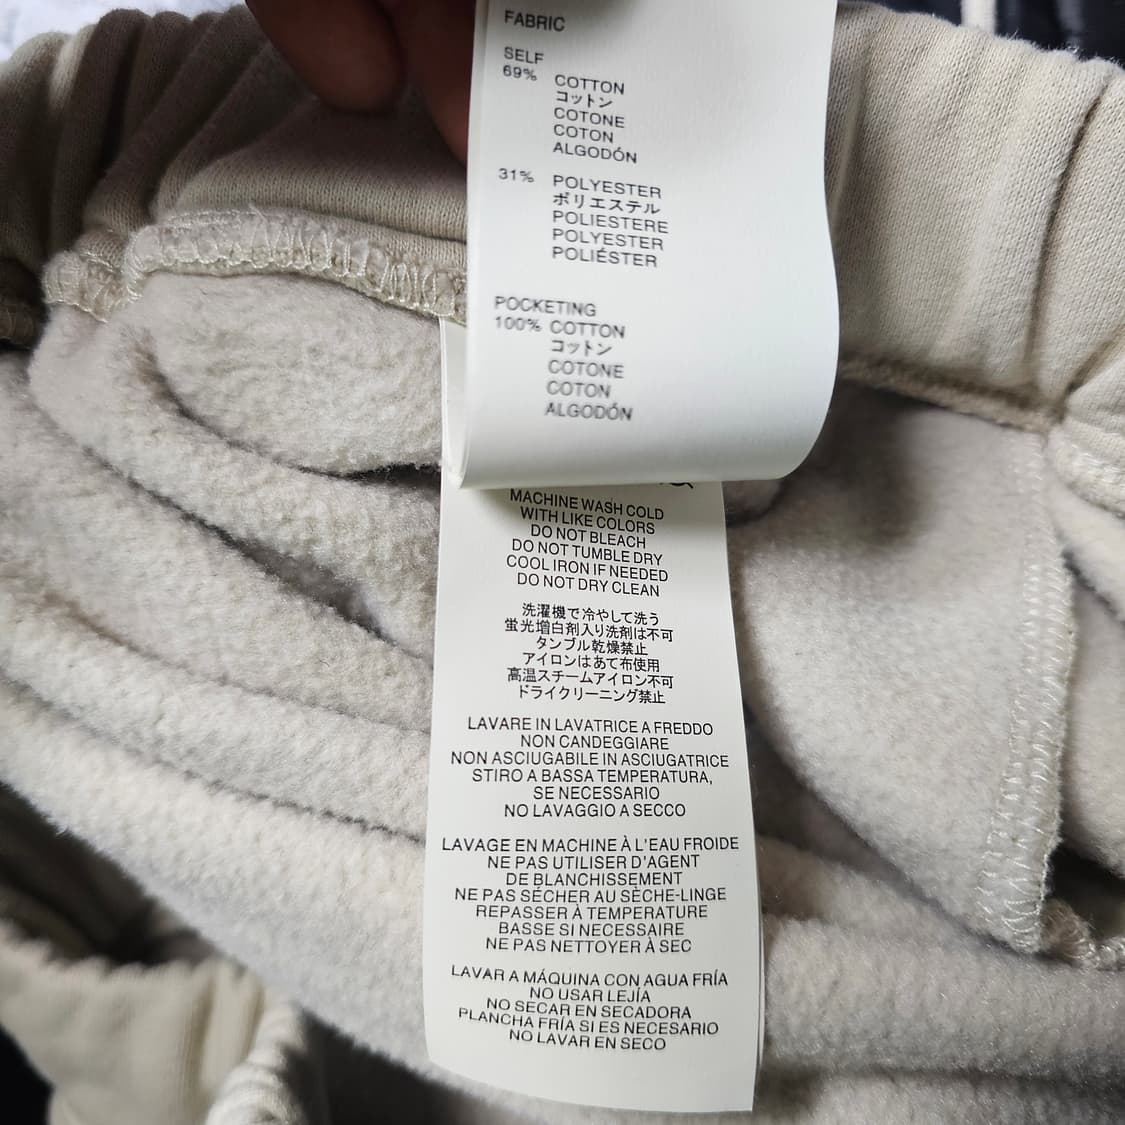 FABRIC
SELF
69% COTTON
コットン
COTONE
COTON
ALGODÓN
31% POLYESTER
ポリエステル
POLIESTERE
POLYESTER
POLIÉSTER
POCKETING
100% COTTON
コットン
COTONE
COTON
ALGODÓN
MACHINE WASH COLD
WITH LIKE COLORS
DO NOT BLEACH
DO NOT TUMBLE DRY
COOL IRON IF NEEDED
DO NOT DRY CLEAN
洗濯機で冷やして洗う
蛍光増白剤入り洗剤は不可
タンブル乾燥禁止
アイロンはあて布使用
高温スチームアイロン不可
ドライクリーニング禁止
LAVARE IN LAVATRICE A FREDDO
NON CANDEGGIARE
NON ASCIUGABILE IN ASCIUGATRICE
STIRO A BASSA TEMPERATURA,
SE NECESSARIO
NO LAVAGGIO A SECCO
LAVAGE EN MACHINE À L'EAU FROIDE
NE PAS UTILISER D'AGENT
DE BLANCHISSEMENT
NE PAS SÉCHER AU SÈCHE-LINGE
REPASSER À TEMPERATURE
BASSE SI NECESSAIRE
NE PAS NETTOYER À SEC
LAVAR A MÁQUINA CON AGUA FRÍA
NO USAR LEJÍA
NO SECAR EN SECADORA
PLANCHA FRÍA SI ES NECESARIO
NO LAVAR EN SECO